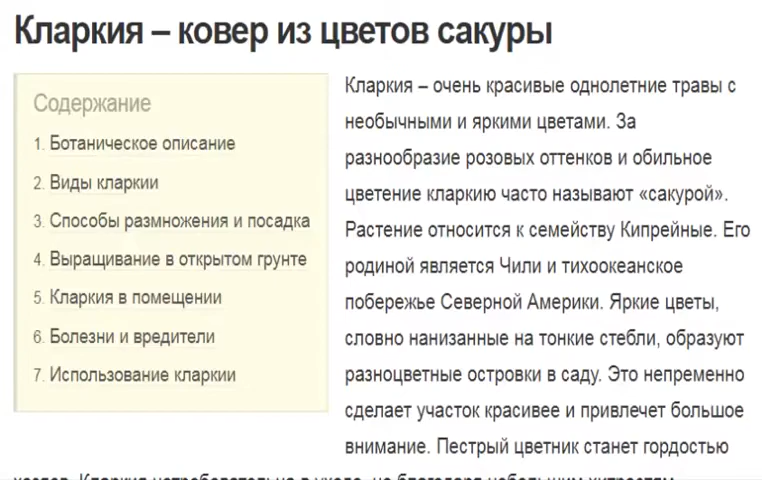 Кларкия – ковер из цветов сакуры
Содержание
1. Ботаническое описание
2. Виды кларкии
3. Способы размножения и посадка
4. Выращивание в открытом грунте
5. Кларкия в помещении
6. Болезни и вредители
7. Использование кларкии
Кларкия – очень красивые однолетние травы с
необычными и яркими цветами. За
разнообразие розовых оттенков и обильное
цветение кларкию часто называют «сакурой».
Растение относится к семейству Кипрейные. Его
родиной является Чили и тихоокеанское
побережье Северной Америки. Яркие цветы,
словно нанизанные на тонкие стебли, образуют
разноцветные островки в саду. Это непременно
сделает участок красивее и привлечет большое
внимание. Пестрый цветник станет гордостью